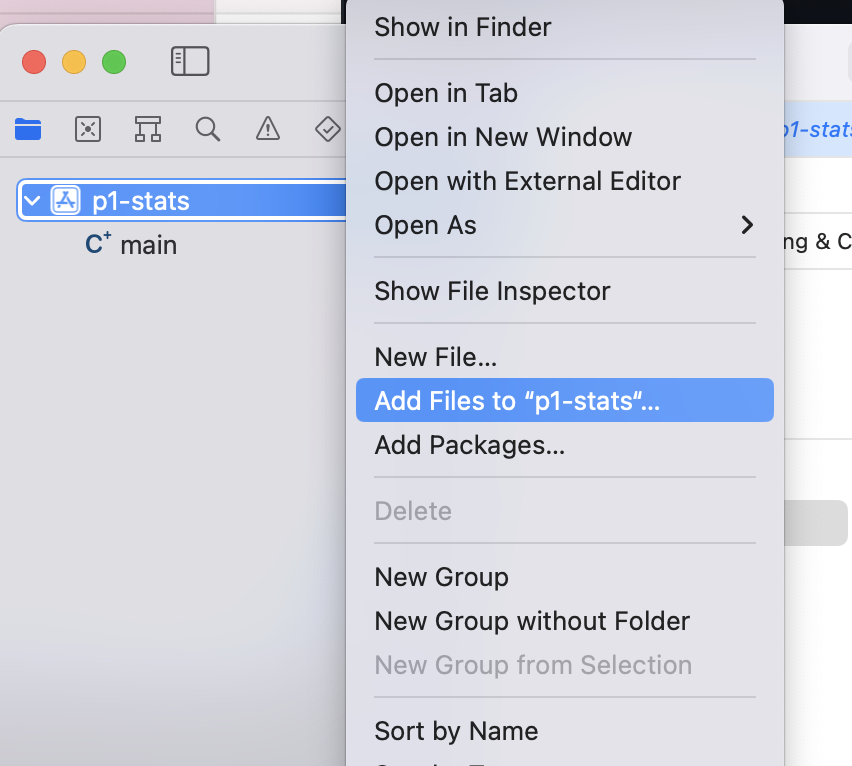 Show in Finder
Open in Tab
Open in New Window
Open with External Editor
Open As
Show File Inspector
New File...
Add Files to “p1-stats“...
Add Packages...
Delete
New Group
New Group without Folder
New Group from Selection
Sort by Name
p1-stats
C+ main
p1-stats
ng & C